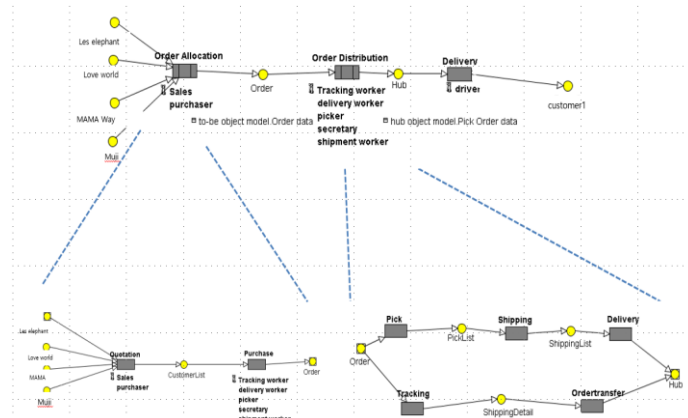 Les elephant
Love world
MAMA Way
Muji
Order Allocation
Sales
purchaser
Order
to-be object model.Order data
Order Distribution
Tracking worker
delivery worker
picker
secretary
shipment worker
Hub
hub object model.Pick Order data
Delivery
driver
customer1
Les elephant
Love world
MAMA
Muji
Quotation
Sales
purchaser
CustomerList
Purchase
Tracking worker
delivery worker
picker
secretary
shipment worker
Order
Order
Pick
PickList
Shipping
ShippingList
Delivery
Tracking
ShippingDetail
Ordertransfer
Hub